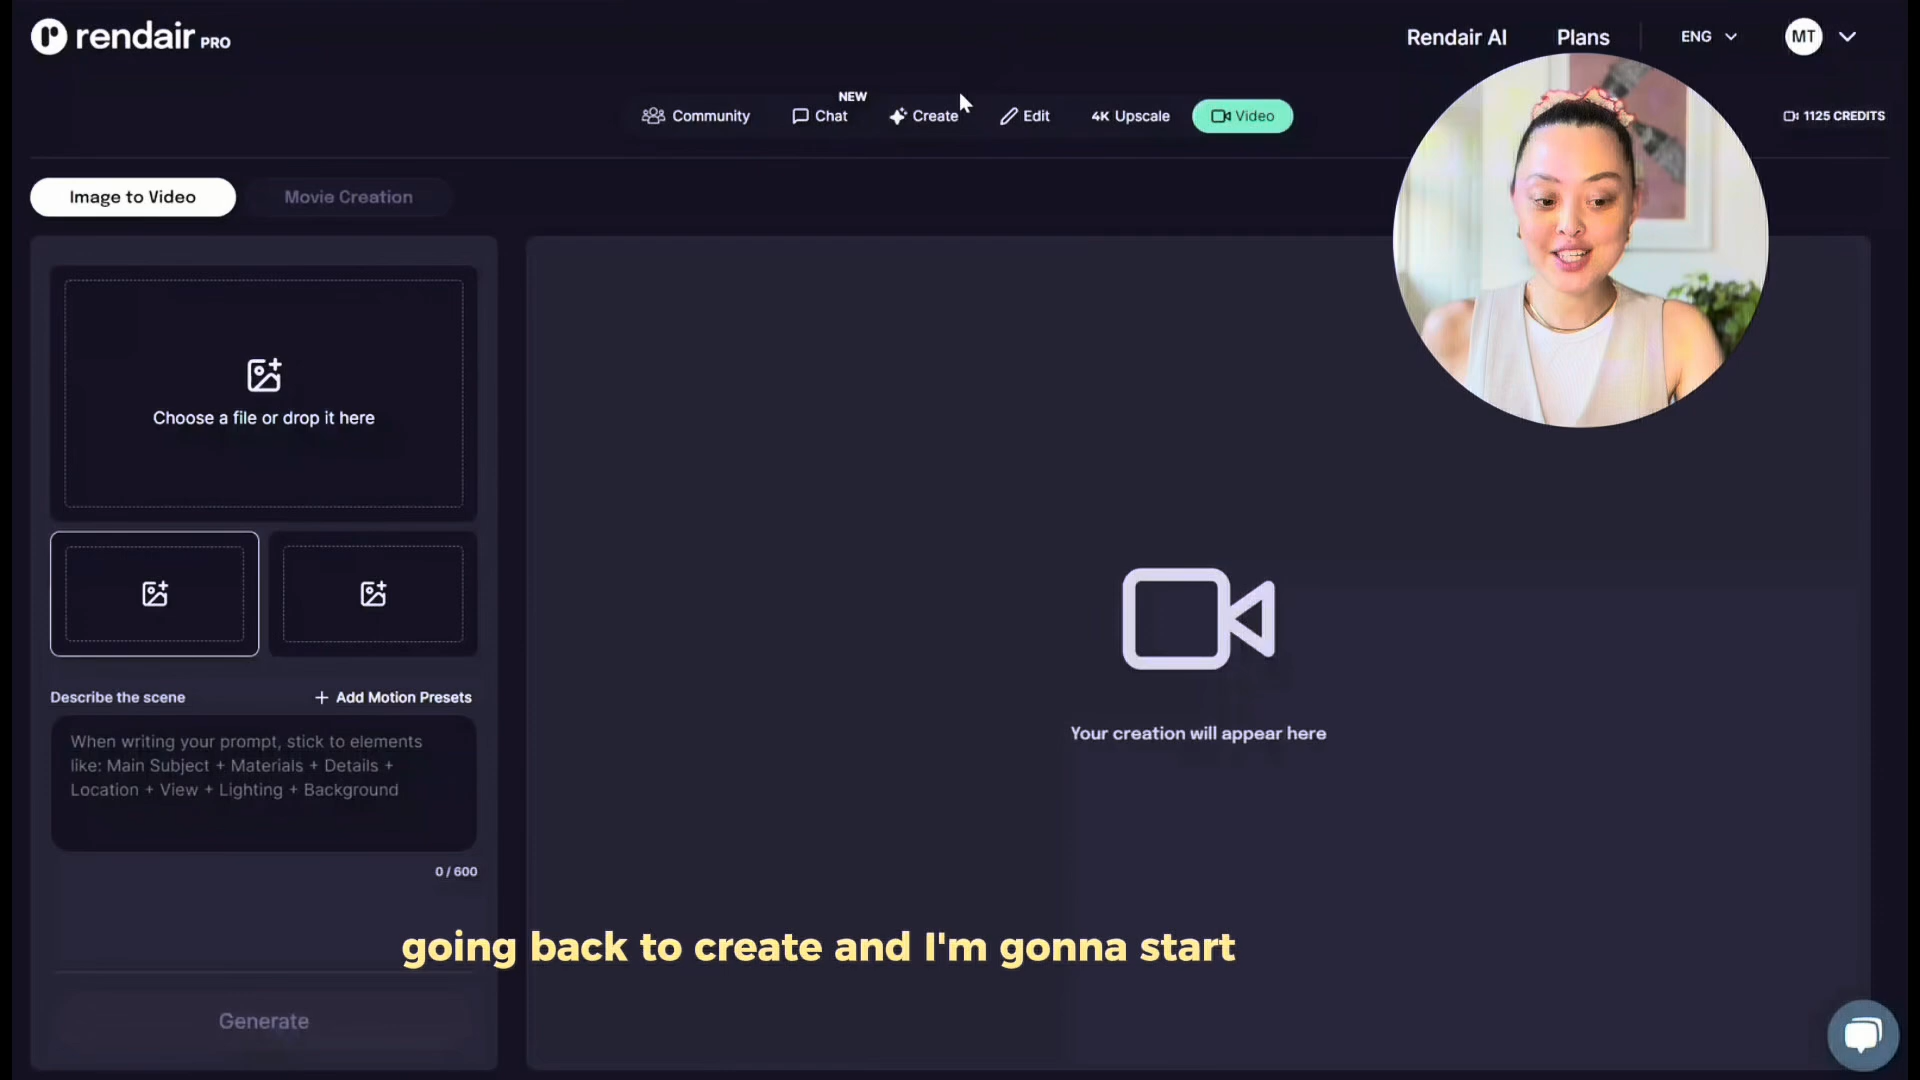 rendair PRO
Rendair AI
Plans
ENG
MT
Community
Chat
NEW
Create
Edit
4K Upscale
Video
1125 CREDITS
Image to Video
Movie Creation
Choose a file or drop it here
Describe the scene
Add Motion Presets
When writing your prompt, stick to elements
like: Main Subject + Materials + Details +
Location + View + Lighting + Background
0 / 600
Your creation will appear here
going back to create and I'm gonna start
Generate